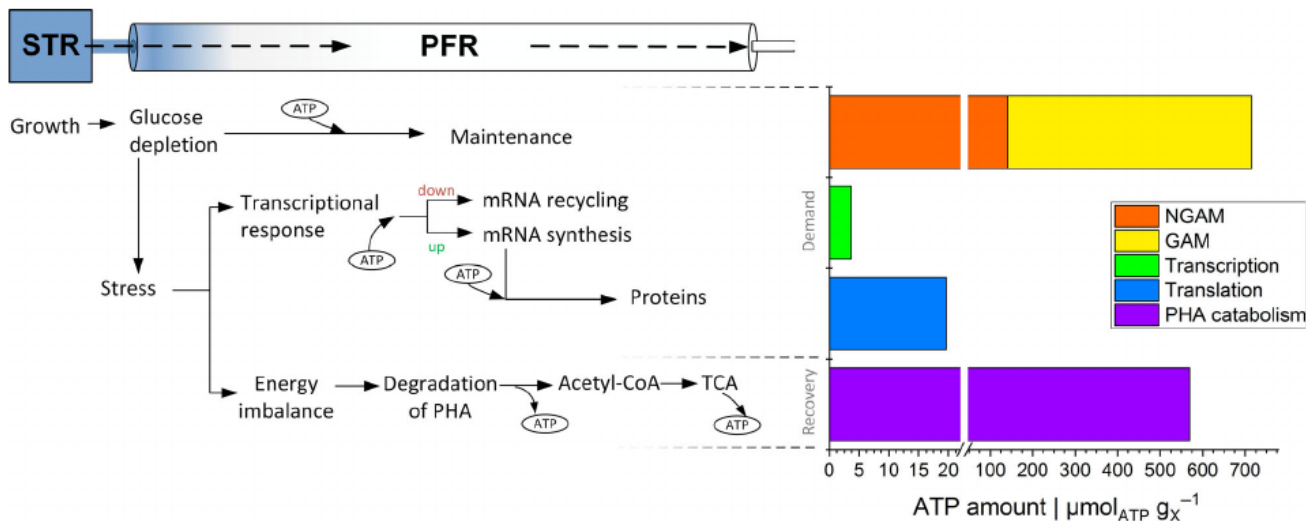 STR
PFR
Growth
Glucose
depletion
ATP
Maintenance
Transcriptional
response
ATP
down
mRNA recycling
up
mRNA synthesis
ATP
Proteins
Stress
Energy
imbalance
Degradation
of PHA
ATP
Acetyl-CoA
TCA
ATP
Demand
Recovery
NGAM
GAM
Transcription
Translation
PHA catabolism
0 5 10 15 20 100 200 300 400 500 600 700
ATP amount | µmol_ATP g_X⁻¹